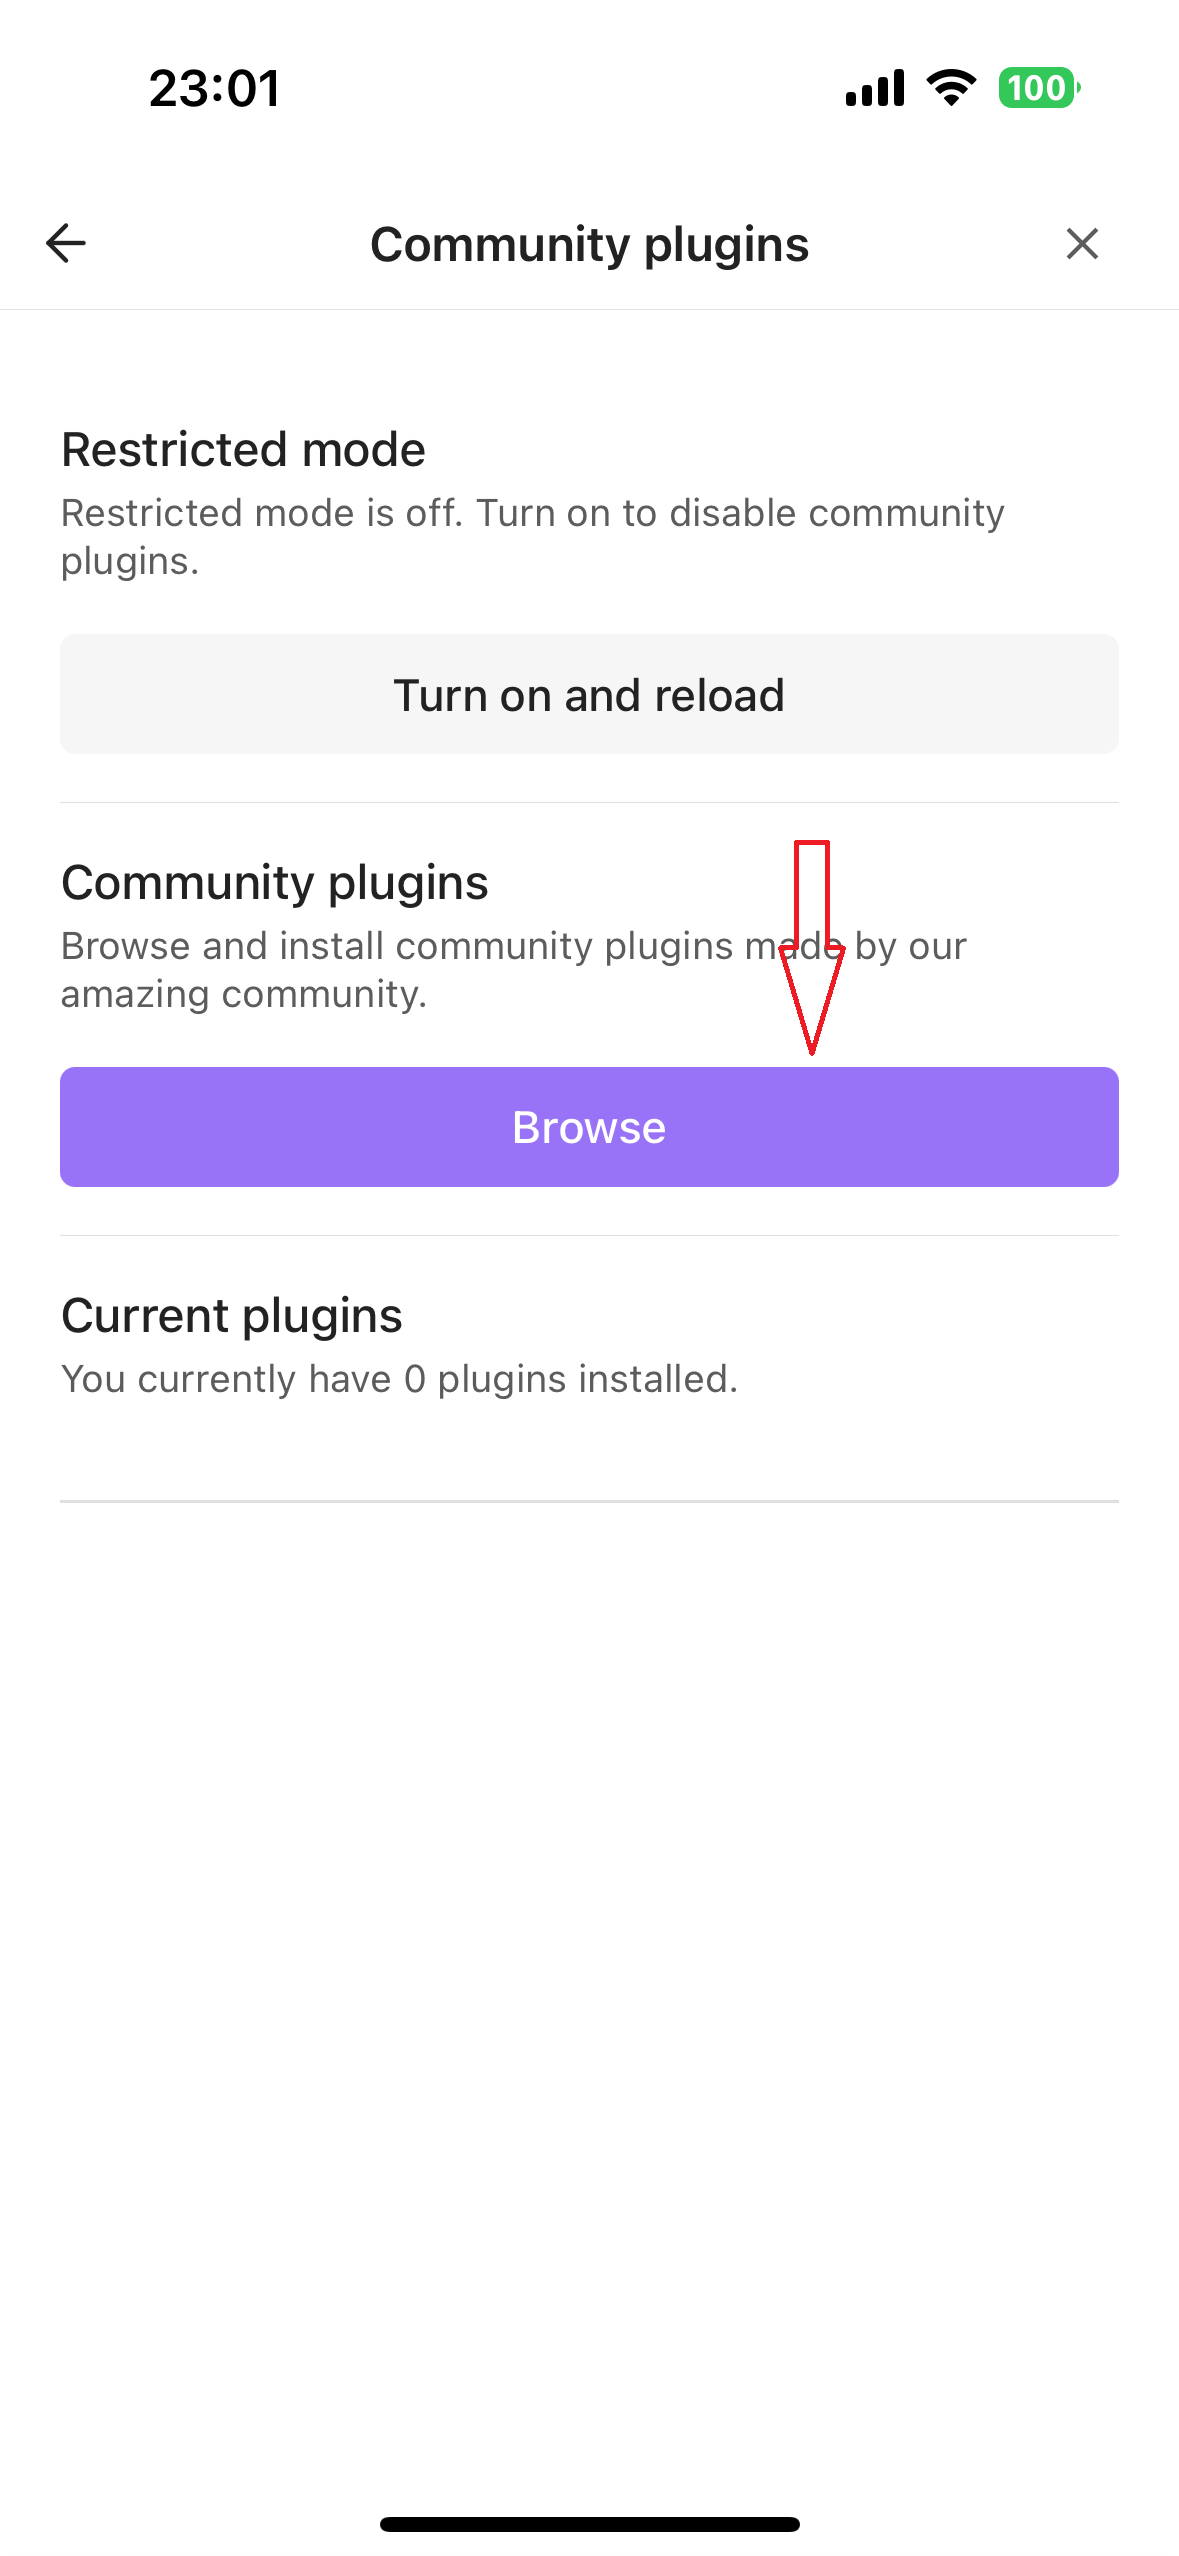 23:01
100
Community plugins
Restricted mode
Restricted mode is off. Turn on to disable community
plugins.
Turn on and reload
Community plugins
Browse and install community plugins made by our
amazing community.
Browse
Current plugins
You currently have 0 plugins installed.